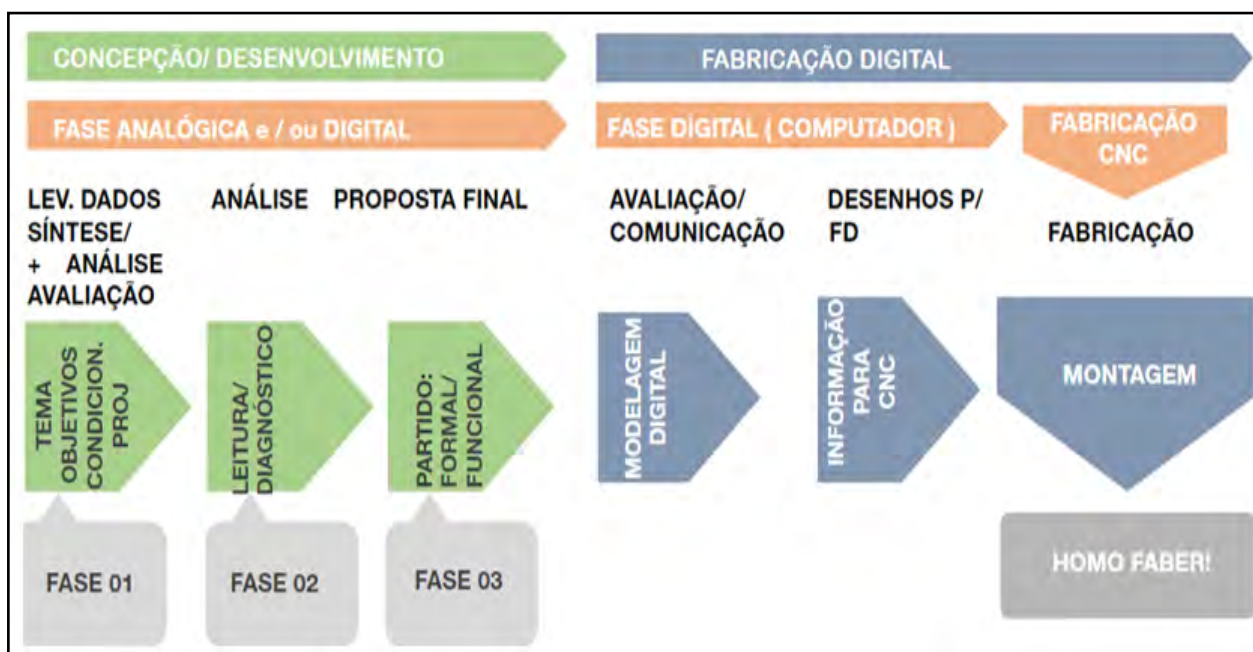 CONCEPÇÃO/ DESENVOLVIMENTO
FABRICAÇÃO DIGITAL
FASE ANALÓGICA e / ou DIGITAL
FASE DIGITAL ( COMPUTADOR )
FABRICAÇÃO
CNC
LEV. DADOS
SÍNTESE/
+ ANÁLISE
AVALIAÇÃO
ANÁLISE
PROPOSTA FINAL
AVALIAÇÃO/
COMUNICAÇÃO
DESENHOS P/
FD
FABRICAÇÃO
TEMA
OBJETIVOS
CONDICION.
PROJ
LEITURA/
DIAGNÓSTICO
PARTIDO:
FORMAL/
FUNCIONAL
MODELAGEM
DIGITAL
INFORMAÇÃO
PARA
CNC
MONTAGEM
FASE 01
FASE 02
FASE 03
HOMO FABER!